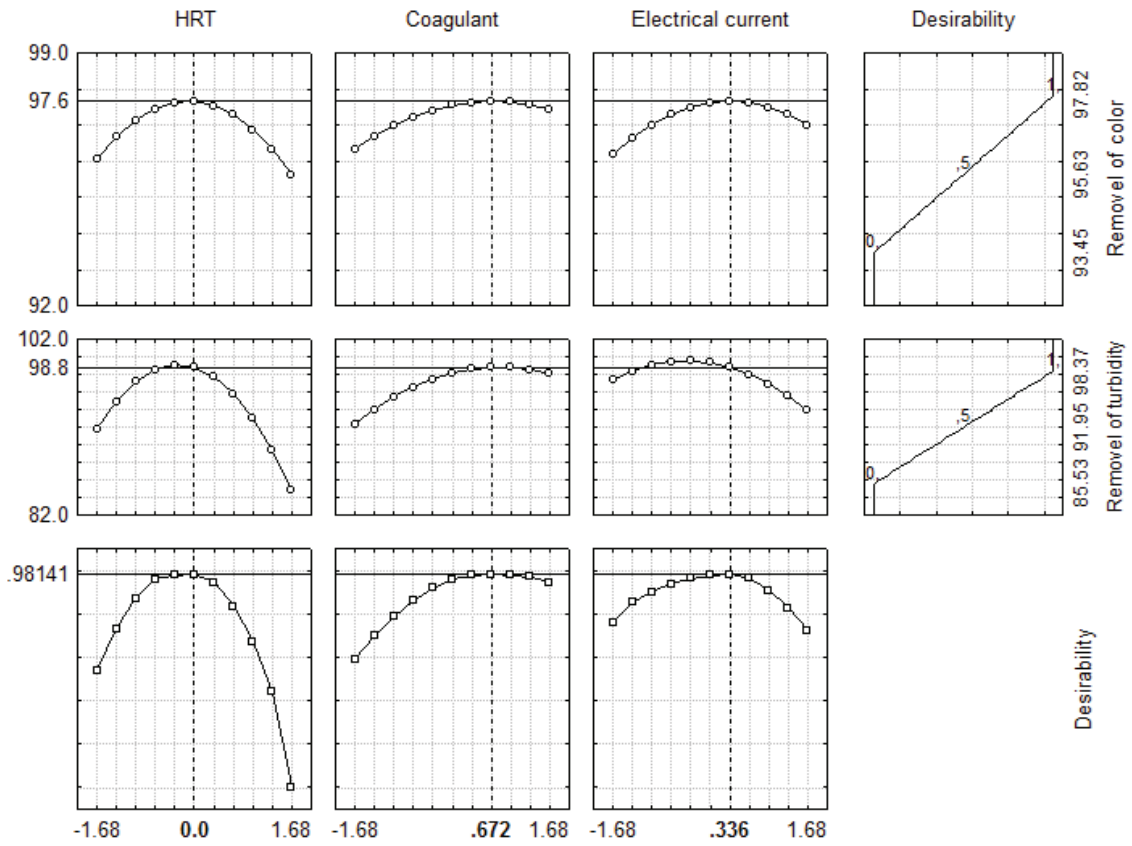 HRT Coagulant Electrical current Desirability
99.0
97.6
92.0
0, ,5 1,
93.45 95.63 97.82
Removel of color
102.0
98.8
82.0
0, ,5 1,
85.53 91.95 98.37
Removel of turbidity
.98141
Desirability
-1.68 0.0 1.68 -1.68 .672 1.68 -1.68 .336 1.68